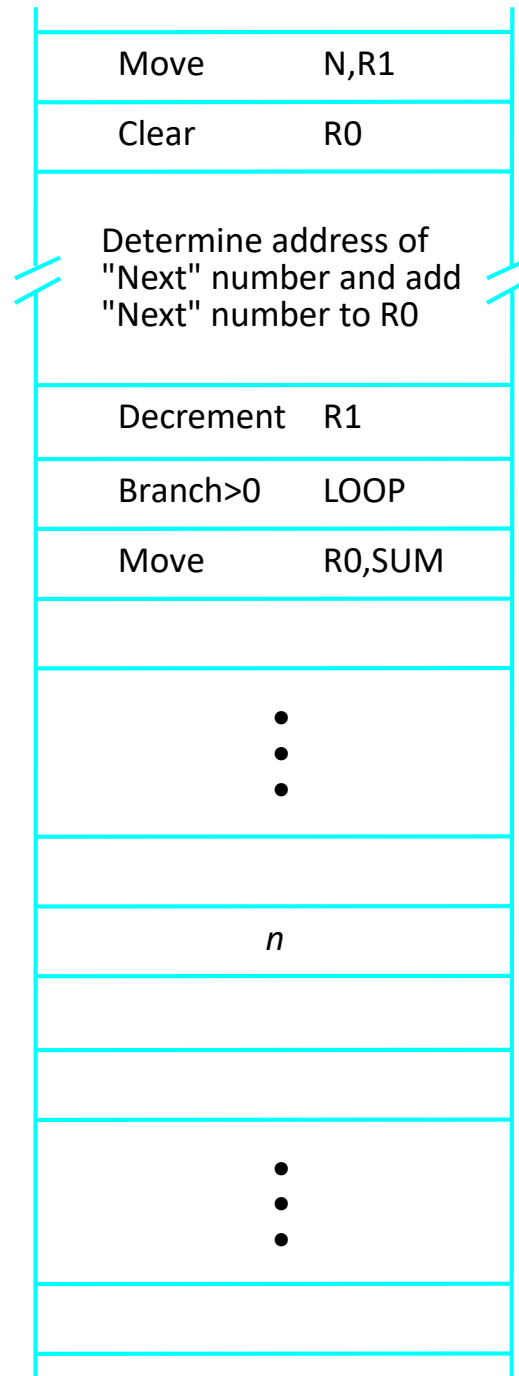 Move N,R1
Clear R0
Determine address of
"Next" number and add
"Next" number to R0
Decrement R1
Branch>0 LOOP
Move R0,SUM
n